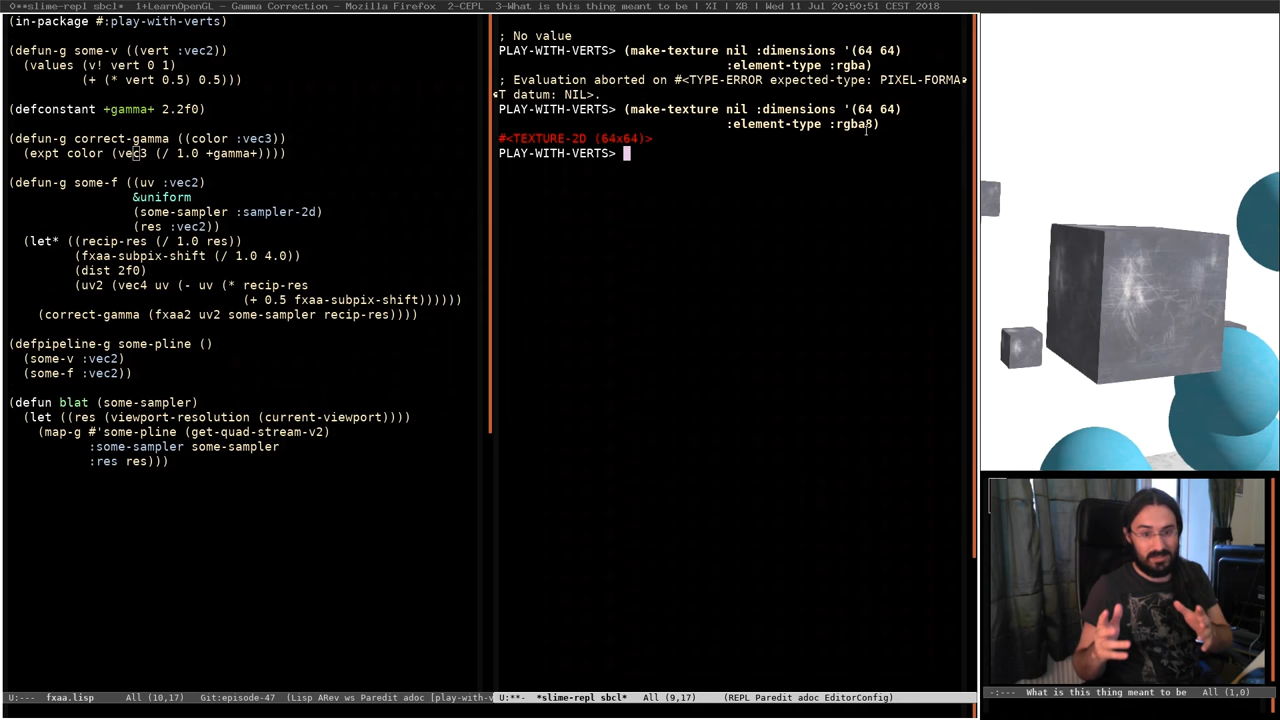 0**slime-repl sbcl* 1+LearnOpenGL - Gamma Correction - Mozilla Firefox 2-CEPL 3-What is this thing meant to be | %I | %B | Wed 11 Jul 20:50:51 CEST 2018
(in-package #:play-with-verts)
(defun-g some-v ((vert :vec2))
(values (v! vert 0 1)
(+ (* vert 0.5) 0.5)))
(defconstant +gamma+ 2.2f0)
(defun-g correct-gamma ((color :vec3))
(expt color (vec3 (/ 1.0 +gamma+))))
(defun-g some-f ((uv :vec2)
&uniform
(some-sampler :sampler-2d)
(res :vec2))
(let* ((recip-res (/ 1.0 res))
(fxaa-subpix-shift (/ 1.0 4.0))
(dist 2f0)
(uv2 (vec4 uv (- uv (* recip-res
(+ 0.5 fxaa-subpix-shift))))))
(correct-gamma (fxaa2 uv2 some-sampler recip-res))))
(defpipeline-g some-pline ()
(some-v :vec2)
(some-f :vec2))
(defun blat (some-sampler)
(let ((res (viewport-resolution (current-viewport))))
(map-g #'some-pline (get-quad-stream-v2)
:some-sampler some-sampler
:res res)))
U:--- fxaa.lisp All (10,17) Git:episode-47 (Lisp ARev ws Paredit adoc [play-with-v
; No value
PLAY-WITH-VERTS> (make-texture nil :dimensions '(64 64)
:element-type :rgba)
; Evaluation aborted on #<TYPE-ERROR expected-type: PIXEL-FORMA
T datum: NIL>.
PLAY-WITH-VERTS> (make-texture nil :dimensions '(64 64)
:element-type :rgba8)
#<TEXTURE-2D (64x64)>
PLAY-WITH-VERTS>
U:**- *slime-repl sbcl* All (9,17) (REPL Paredit adoc EditorConfig)
-:--- What is this thing meant to be All (1,0)